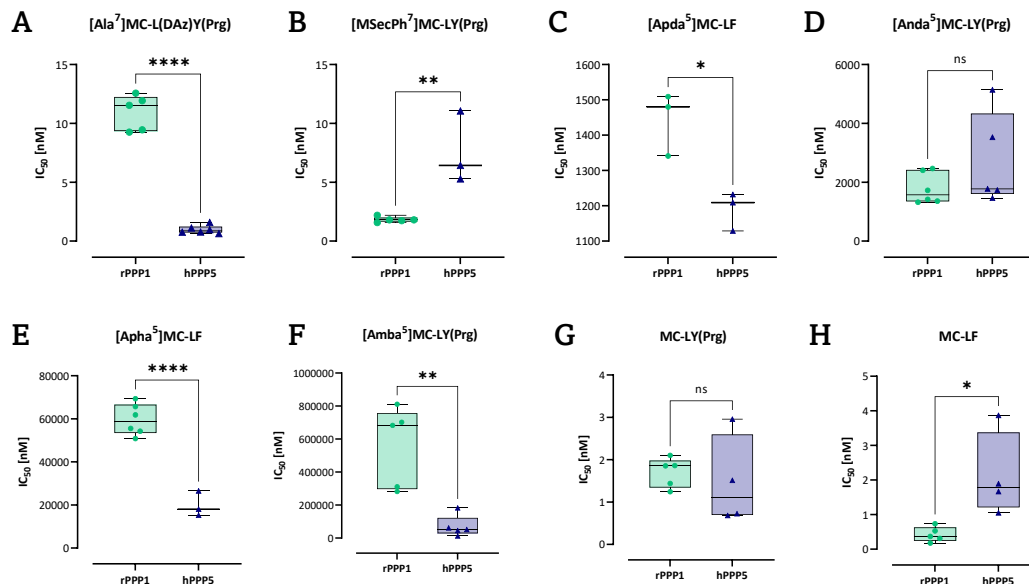 A
[Ala⁷]MC-L(DAz)Y(Prg)
****
15
10
5
0
IC₅₀ [nM]
rPPP1 hPPP5
B
[MSecPh⁷]MC-LY(Prg)
**
15
10
5
0
IC₅₀ [nM]
rPPP1 hPPP5
C
[Apda⁵]MC-LF
*
1600
1500
1400
1300
1200
1100
IC₅₀ [nM]
rPPP1 hPPP5
D
[Anda⁵]MC-LY(Prg)
ns
6000
4000
2000
0
IC₅₀ [nM]
rPPP1 hPPP5
E
[Apha⁵]MC-LF
****
80000
60000
40000
20000
0
IC₅₀ [nM]
rPPP1 hPPP5
F
[Amba⁵]MC-LY(Prg)
**
1000000
800000
600000
400000
200000
0
IC₅₀ [nM]
rPPP1 hPPP5
G
MC-LY(Prg)
ns
4
3
2
1
0
IC₅₀ [nM]
rPPP1 hPPP5
H
MC-LF
*
5
4
3
2
1
0
IC₅₀ [nM]
rPPP1 hPPP5